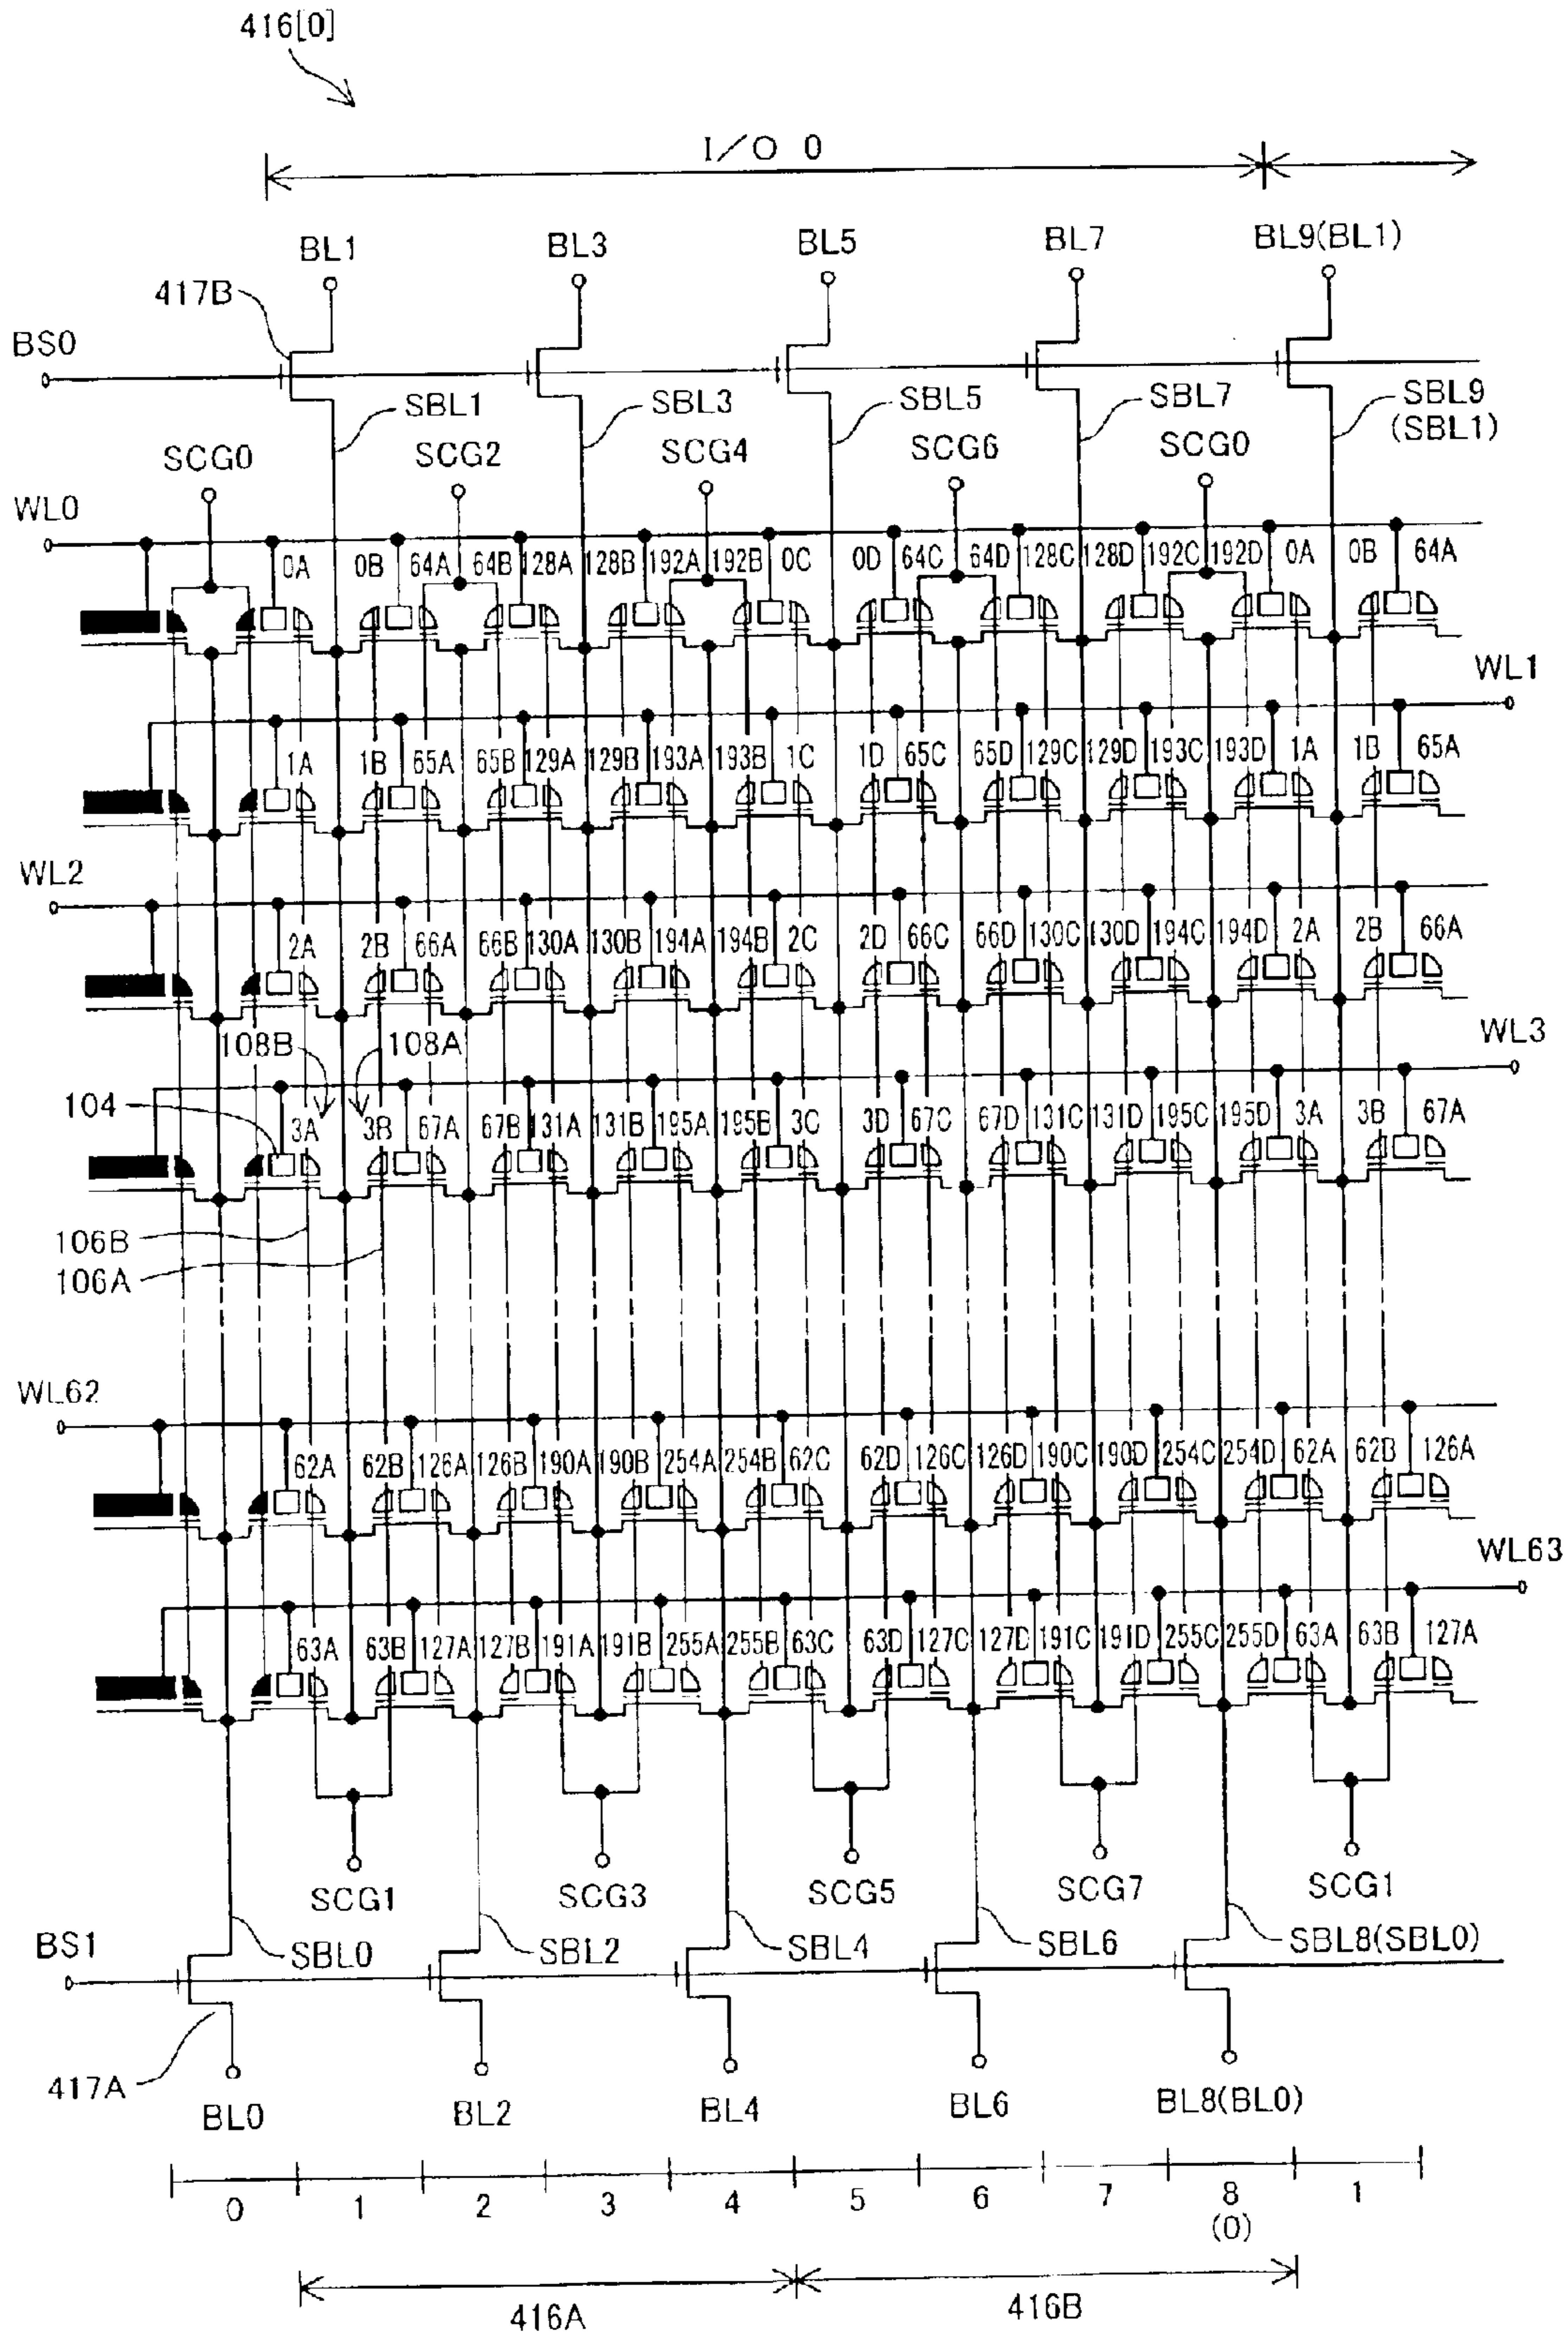 416[0]
I/O 0
BL1 BL3 BL5 BL7 BL9(BL1)
417B
BS0
SBL1 SBL3 SBL5 SBL7 SBL9
(SBL1)
SCG0 SCG2 SCG4 SCG6 SCG0
WL0
0A 0B 64A 64B 128A 128B 192A 192B 0C 0D 64C 64D 128C 128D 192C 192D 0A 0B 64A
WL1
1A 1B 65A 65B 129A 129B 193A 193B 1C 1D 65C 65D 129C 129D 193C 193D 1A 1B 65A
WL2
2A 2B 66A 66B 130A 130B 194A 194B 2C 2D 66C 66D 130C 130D 194C 194D 2A 2B 66A
WL3
108B 108A
104
3A 3B 67A 67B 131A 131B 195A 195B 3C 3D 67C 67D 131C 131D 195C 195D 3A 3B 67A
106B
106A
WL62
62A 62B 126A 126B 190A 190B 254A 254B 62C 62D 126C 126D 190C 190D 254C 254D 62A 62B 126A
WL63
63A 63B 127A 127B 191A 191B 255A 255B 63C 63D 127C 127D 191C 191D 255C 255D 63A 63B 127A
SCG1 SCG3 SCG5 SCG7 SCG1
BS1
SBL0 SBL2 SBL4 SBL6 SBL8(SBL0)
417A
BL0 BL2 BL4 BL6 BL8(BL0)
0 1 2 3 4 5 6 7 8 1
(0)
416A 416B